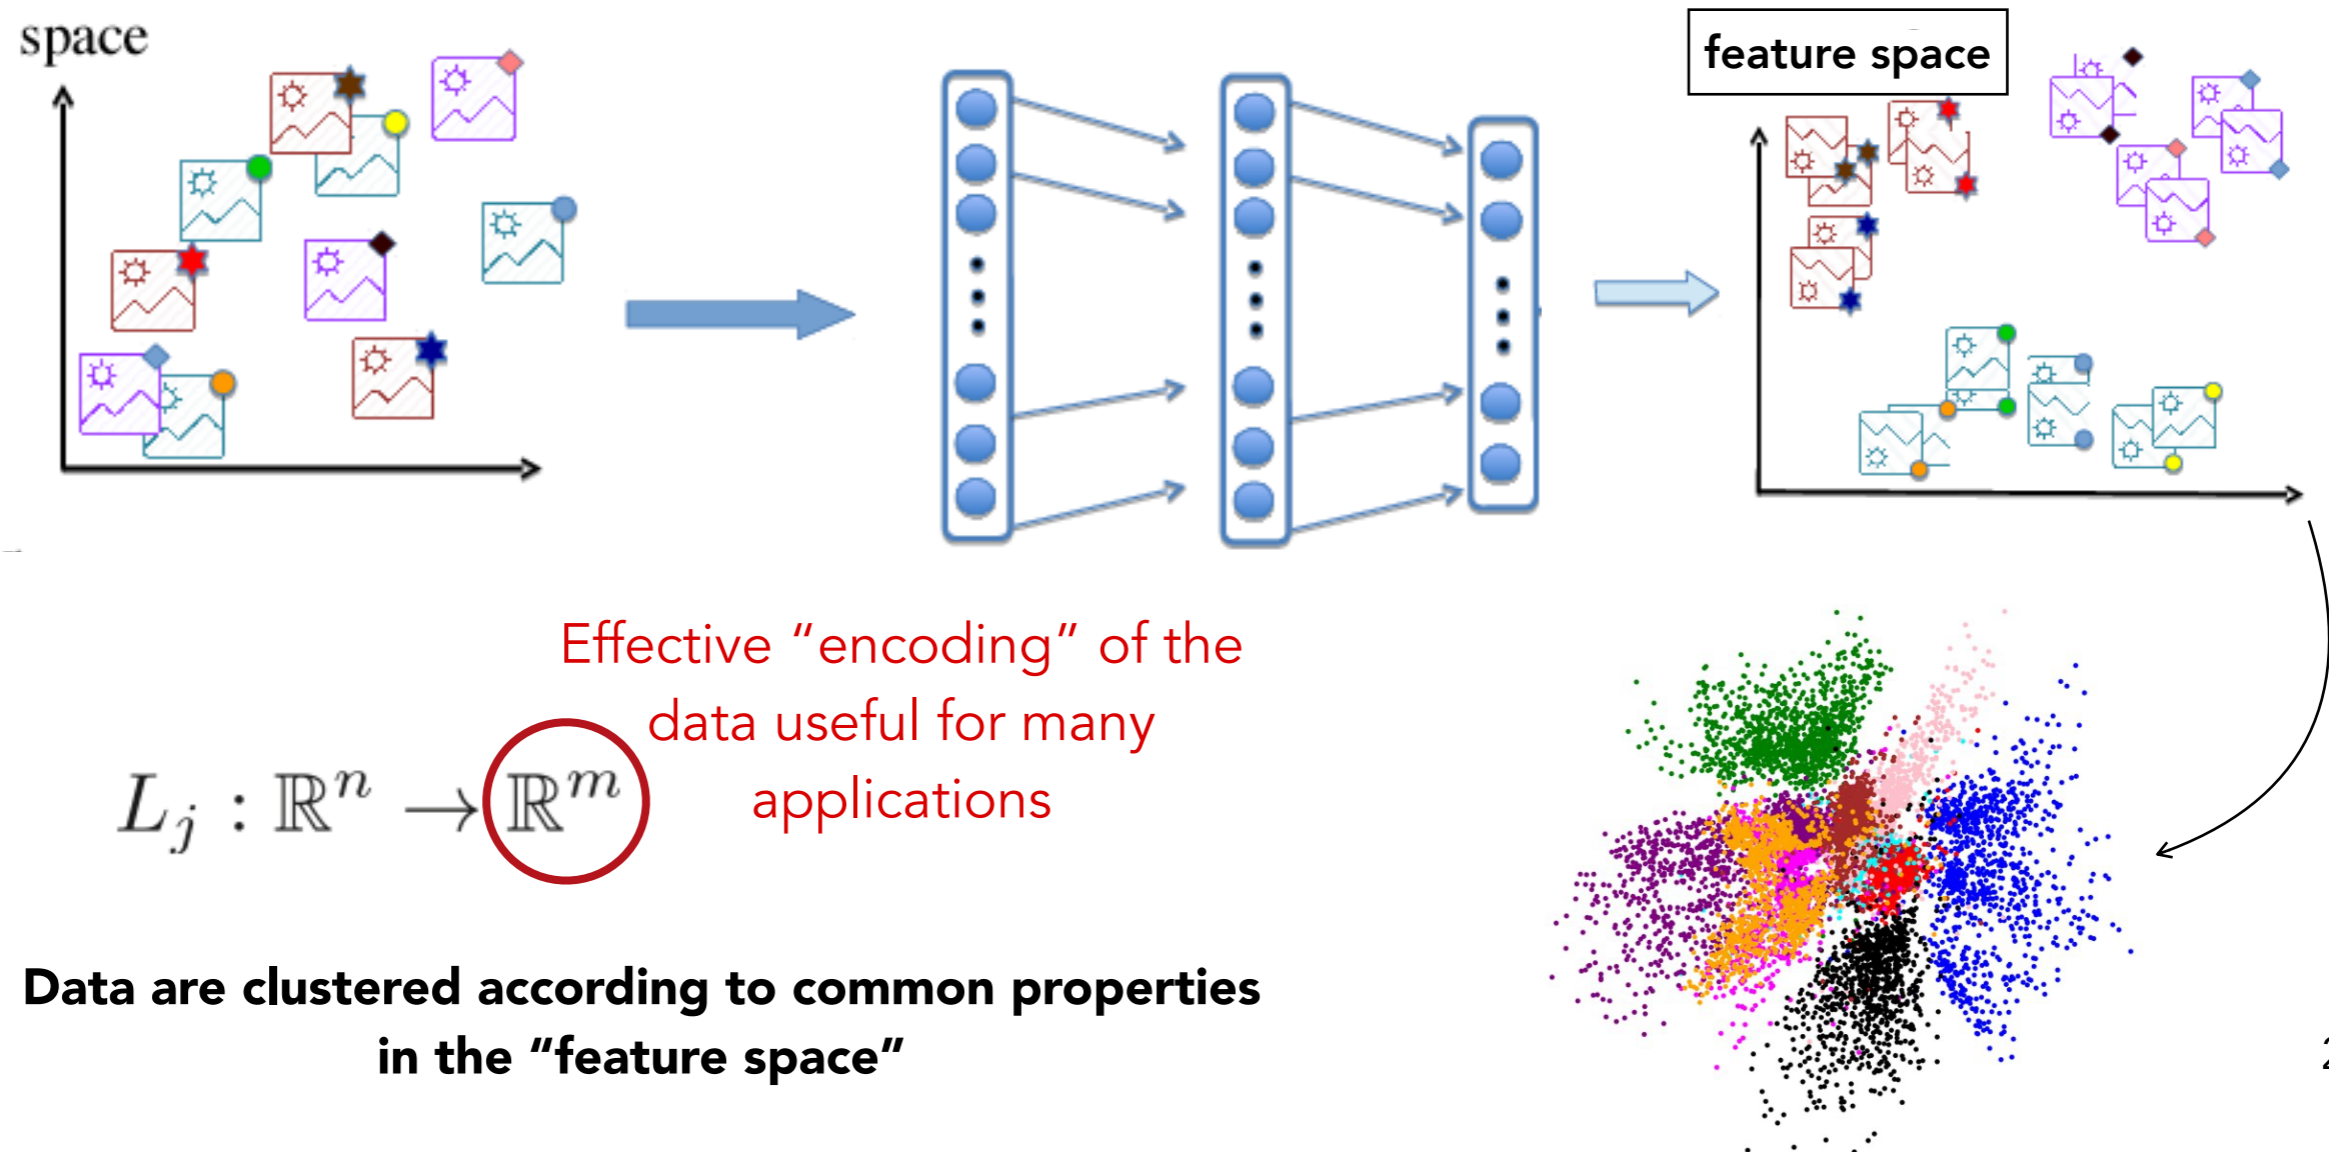 space
feature space
Effective “encoding” of the
data useful for many
applications
L_j : ℝ^n → ℝ^m
Data are clustered according to common properties
in the “feature space”